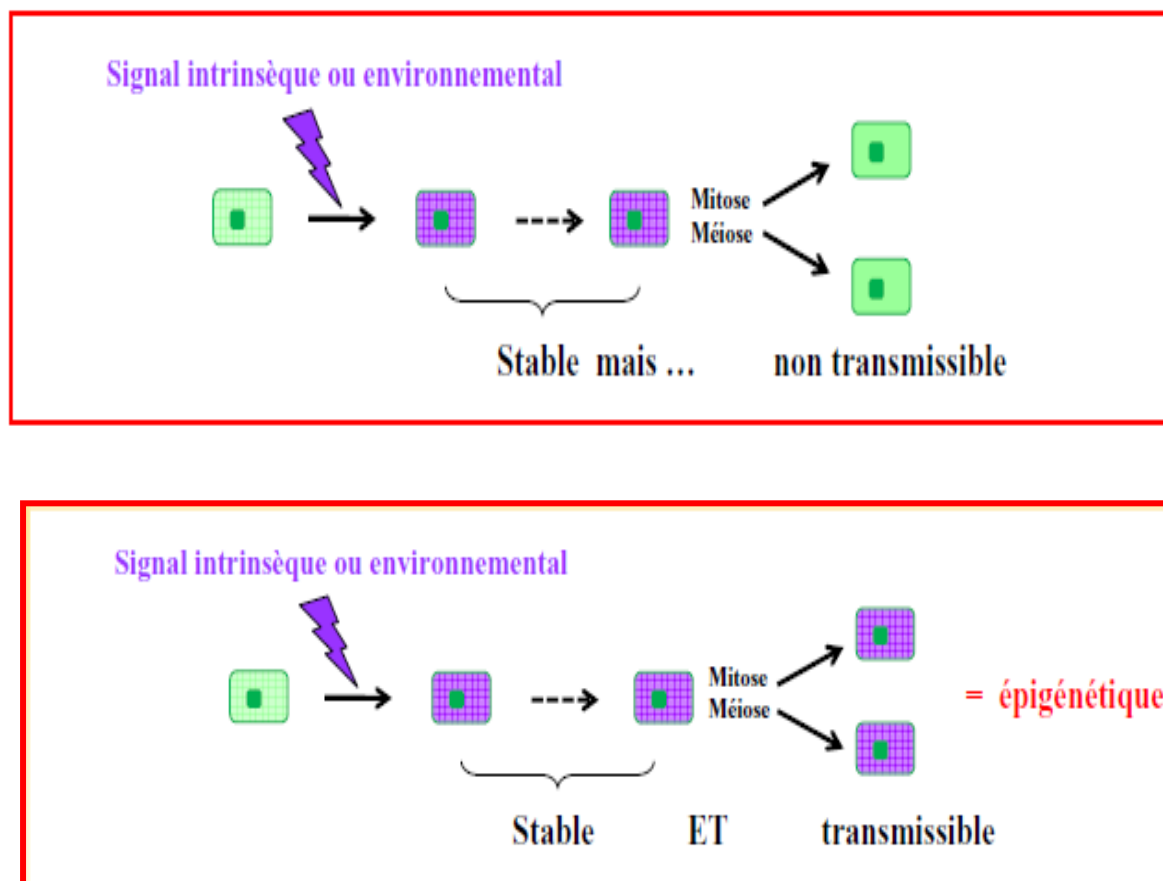 Signal intrinsèque ou environnemental
Mitose
Méiose
Stable mais ... non transmissible
Signal intrinsèque ou environnemental
Mitose
Méiose
= épigénétique
Stable ET transmissible